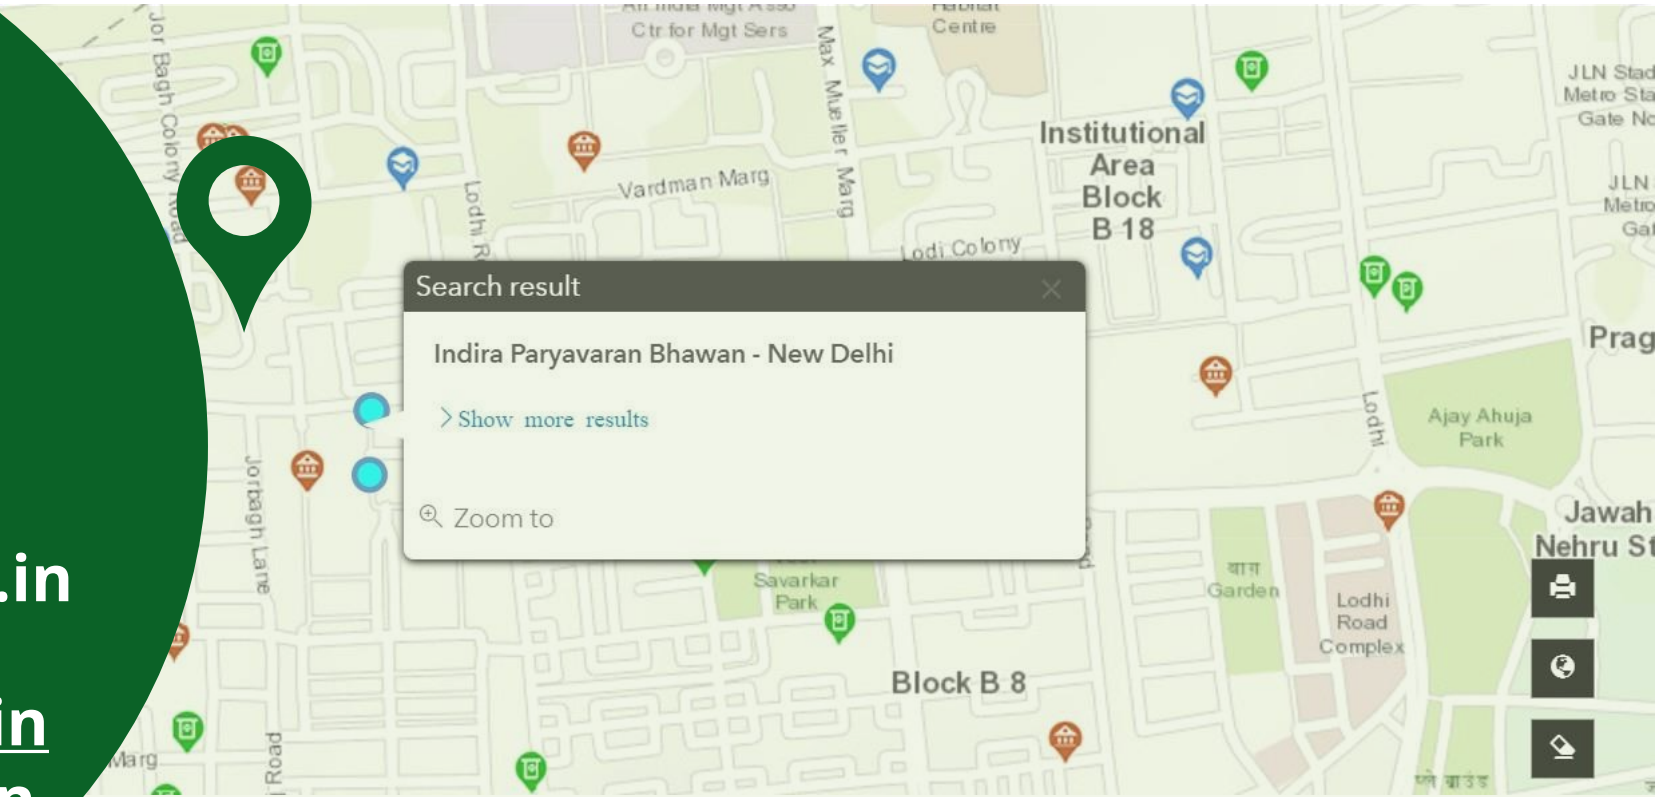 Ctr for Mgt Sers
Habitat
Centre
Jor Bagh Colony Road
Max Mueller Marg
JLN Stad
Metro Sta
Gate No
Institutional
Area
Block
B 18
Vardman Marg
Lodhi R
JLN
Metro
Gat
Lodi Colony
Search result
Indira Paryavaran Bhawan - New Delhi
Show more results
Zoom to
Prag
Lodhi
Ajay Ahuja
Park
Jorbagh Lane
Jawah
Nehru St
.in
Savarkar
Park
बाग
Garden
Lodhi
Road
Complex
Block B 8
in
Marg
Road